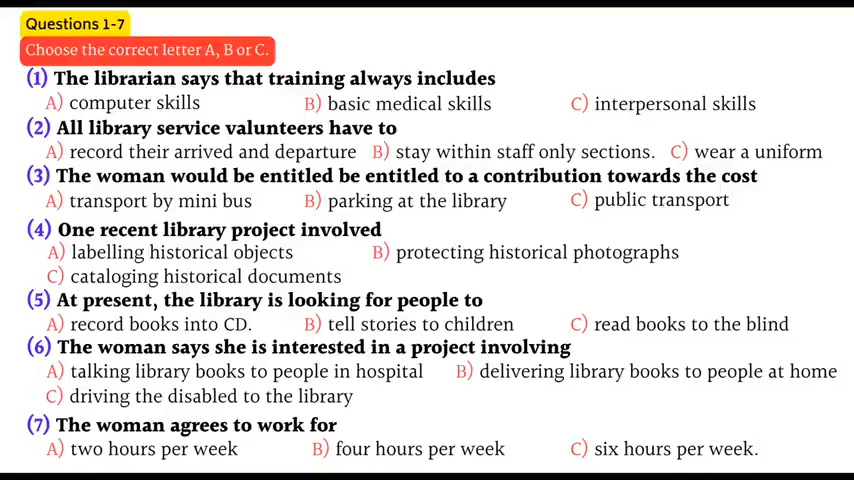 Questions 1-7
Choose the correct letter A, B or C.
(1) The librarian says that training always includes
A) computer skills B) basic medical skills C) interpersonal skills
(2) All library service valunteers have to
A) record their arrived and departure B) stay within staff only sections. C) wear a uniform
(3) The woman would be entitled be entitled to a contribution towards the cost
A) transport by mini bus B) parking at the library C) public transport
(4) One recent library project involved
A) labelling historical objects B) protecting historical photographs
C) cataloging historical documents
(5) At present, the library is looking for people to
A) record books into CD. B) tell stories to children C) read books to the blind
(6) The woman says she is interested in a project involving
A) talking library books to people in hospital B) delivering library books to people at home
C) driving the disabled to the library
(7) The woman agrees to work for
A) two hours per week B) four hours per week C) six hours per week.